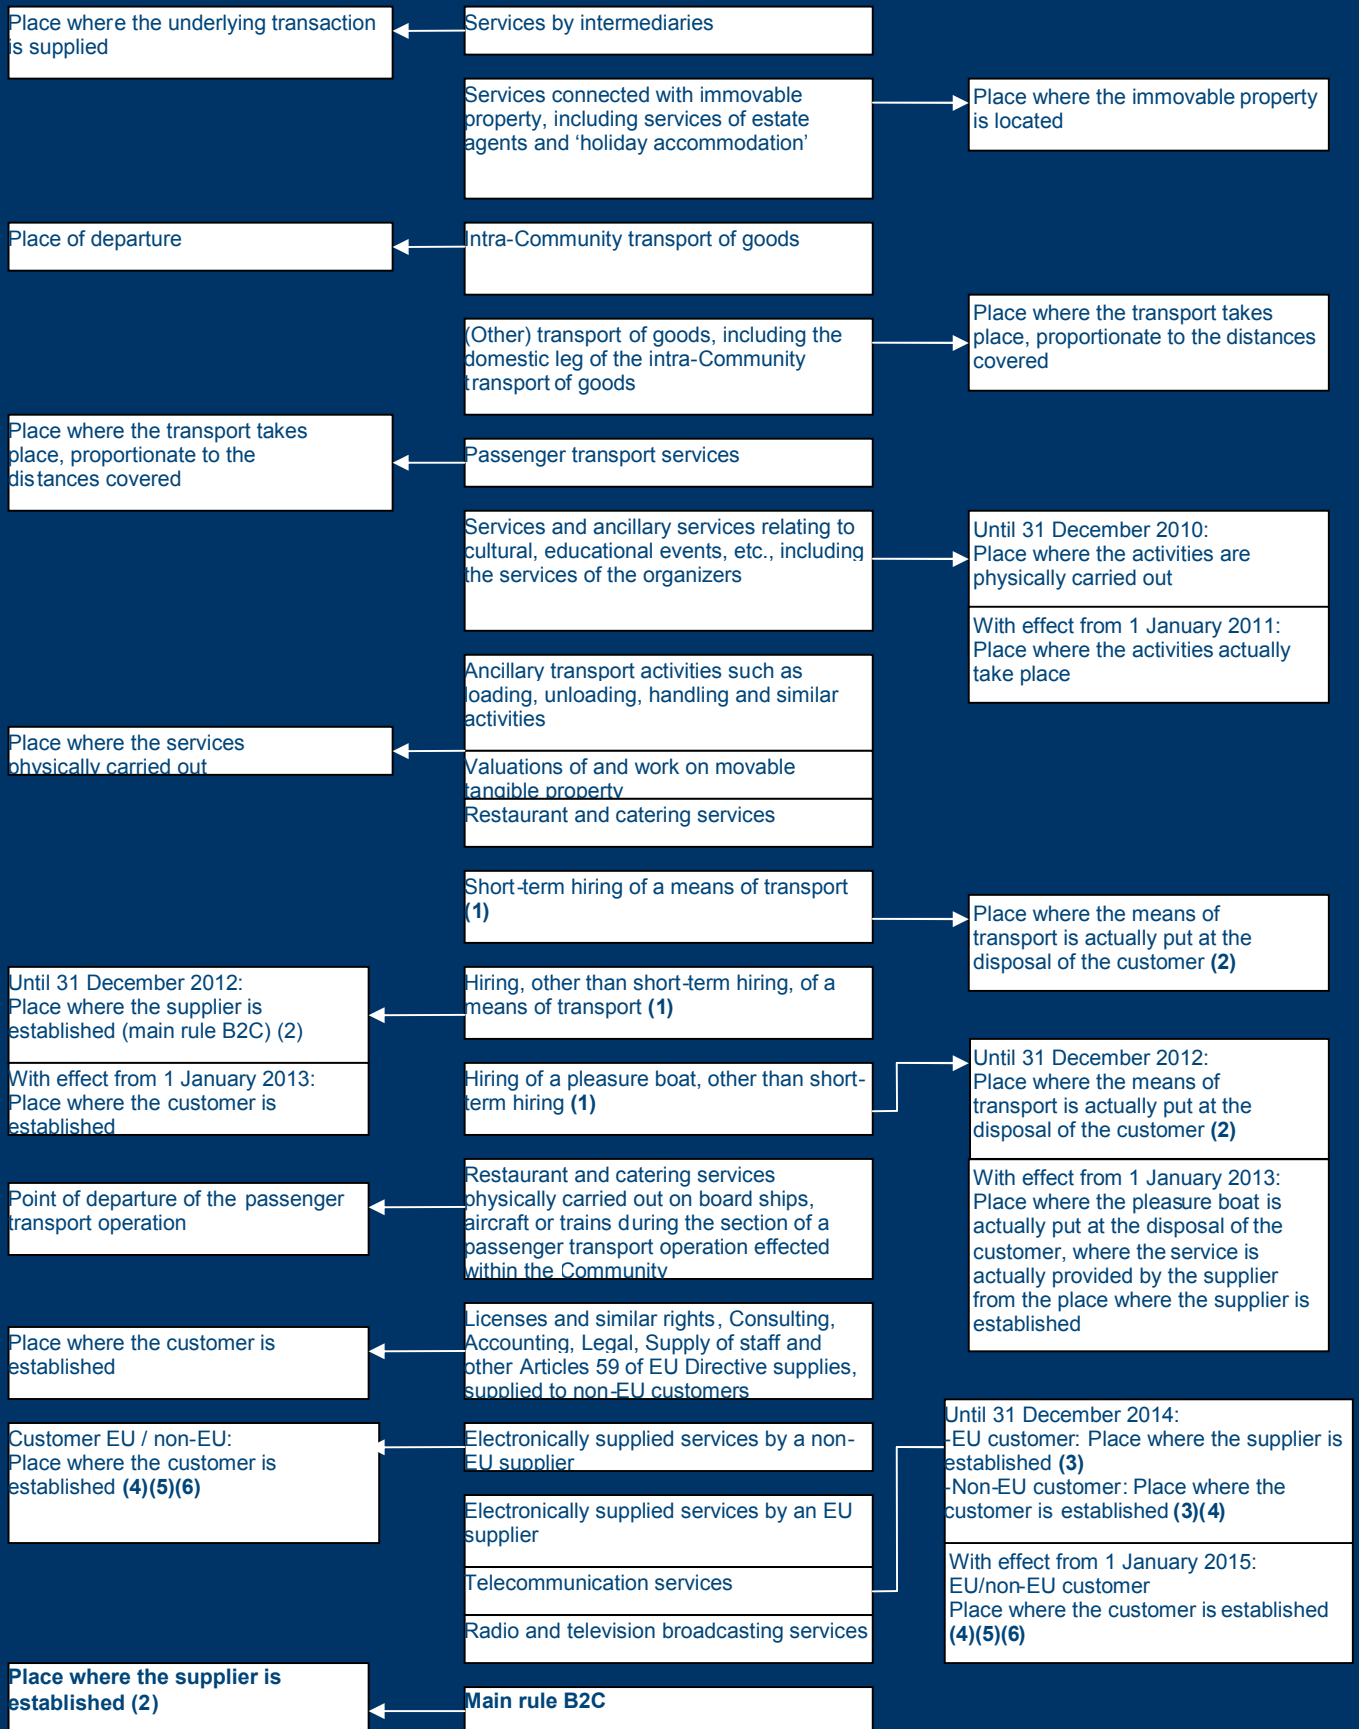 Place where the underlying transaction
is supplied
Services by intermediaries
Services connected with immovable
property, including services of estate
agents and ‘holiday accommodation’
Place where the immovable property
is located
Place of departure
Intra-Community transport of goods
(Other) transport of goods, including the
domestic leg of the intra-Community
transport of goods
Place where the transport takes
place, proportionate to the distances
covered
Place where the transport takes
place, proportionate to the
distances covered
Passenger transport services
Services and ancillary services relating to
cultural, educational events, etc., including
the services of the organizers
Until 31 December 2010:
Place where the activities are
physically carried out
With effect from 1 January 2011:
Place where the activities actually
take place
Ancillary transport activities such as
loading, unloading, handling and similar
activities
Place where the services
physically carried out
Valuations of and work on movable
tangible property
Restaurant and catering services
Short-term hiring of a means of transport
(1)
Place where the means of
transport is actually put at the
disposal of the customer (2)
Until 31 December 2012:
Place where the supplier is
established (main rule B2C) (2)
Hiring, other than short-term hiring, of a
means of transport (1)
With effect from 1 January 2013:
Place where the customer is
established
Hiring of a pleasure boat, other than short-
term hiring (1)
Until 31 December 2012:
Place where the means of
transport is actually put at the
disposal of the customer (2)
With effect from 1 January 2013:
Place where the pleasure boat is
actually put at the disposal of the
customer, where the service is
actually provided by the supplier
from the place where the supplier is
established
Point of departure of the passenger
transport operation
Restaurant and catering services
physically carried out on board ships,
aircraft or trains during the section of a
passenger transport operation effected
within the Community
Place where the customer is
established
Licenses and similar rights, Consulting,
Accounting, Legal, Supply of staff and
other Articles 59 of EU Directive supplies,
supplied to non-EU customers
Customer EU / non-EU:
Place where the customer is
established (4)(5)(6)
Electronically supplied services by a non-
EU supplier
Electronically supplied services by an EU
supplier
Telecommunication services
Radio and television broadcasting services
Until 31 December 2014:
-EU customer: Place where the supplier is
established (3)
-Non-EU customer: Place where the
customer is established (3)(4)
With effect from 1 January 2015:
EU/non-EU customer
Place where the customer is established
(4)(5)(6)
Place where the supplier is
established (2)
Main rule B2C